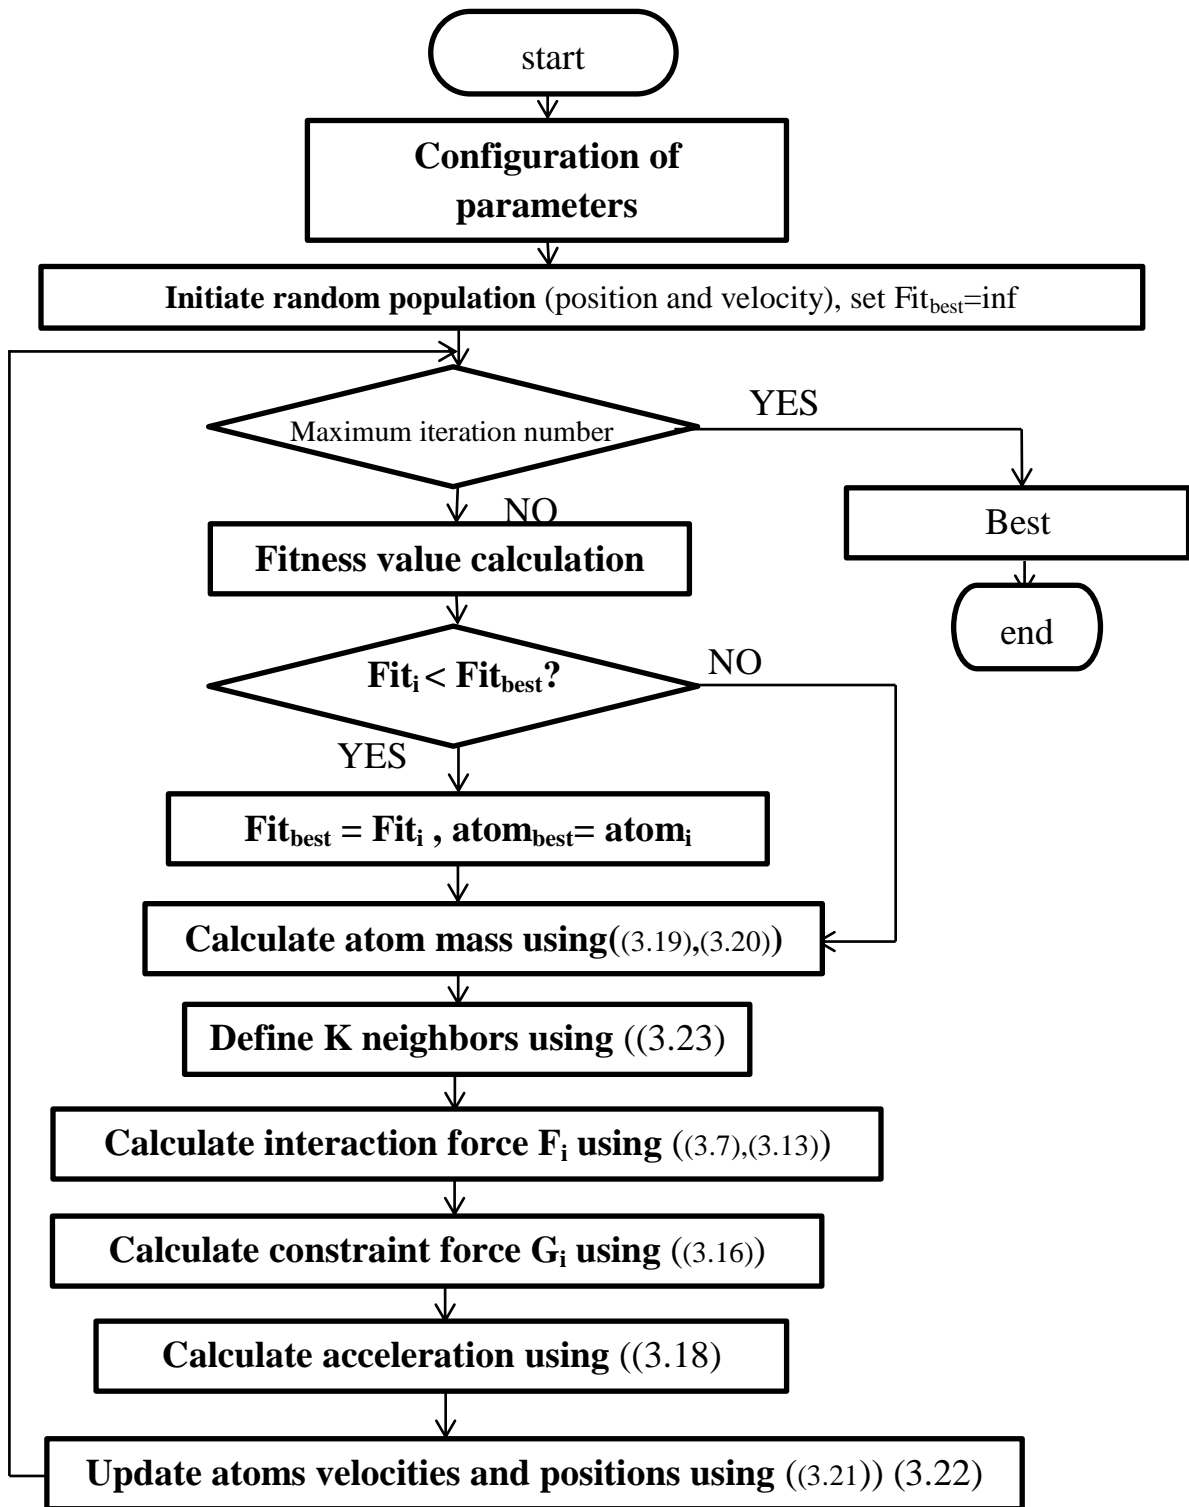 start
Configuration of
parameters
Initiate random population (position and velocity), set Fitbest=inf
YES
Maximum iteration number
NO
Best
Fitness value calculation
end
NO
Fiti < Fitbest?
YES
Fitbest = Fiti , atombest= atomi
Calculate atom mass using((3.19),(3.20))
Define K neighbors using ((3.23)
Calculate interaction force Fi using ((3.7),(3.13))
Calculate constraint force Gi using ((3.16))
Calculate acceleration using ((3.18)
Update atoms velocities and positions using ((3.21)) (3.22)